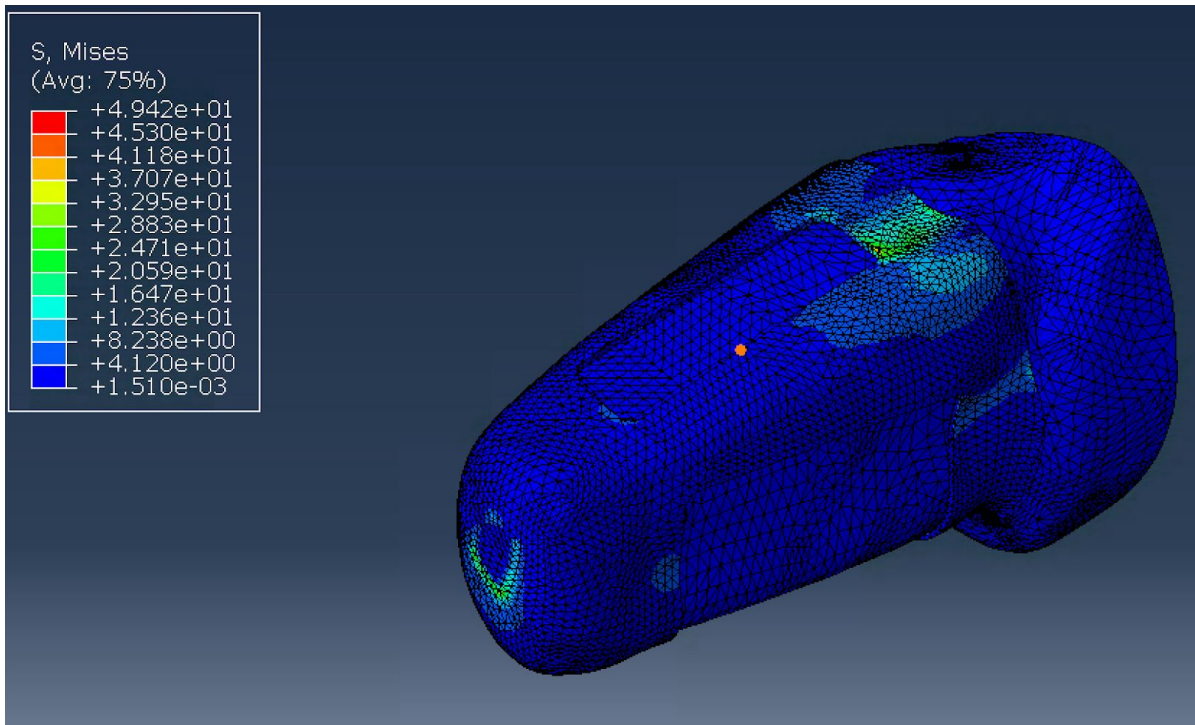 S, Mises
(Avg: 75%)
+4.942e+01
+4.530e+01
+4.118e+01
+3.707e+01
+3.295e+01
+2.883e+01
+2.471e+01
+2.059e+01
+1.647e+01
+1.236e+01
+8.238e+00
+4.120e+00
+1.510e-03